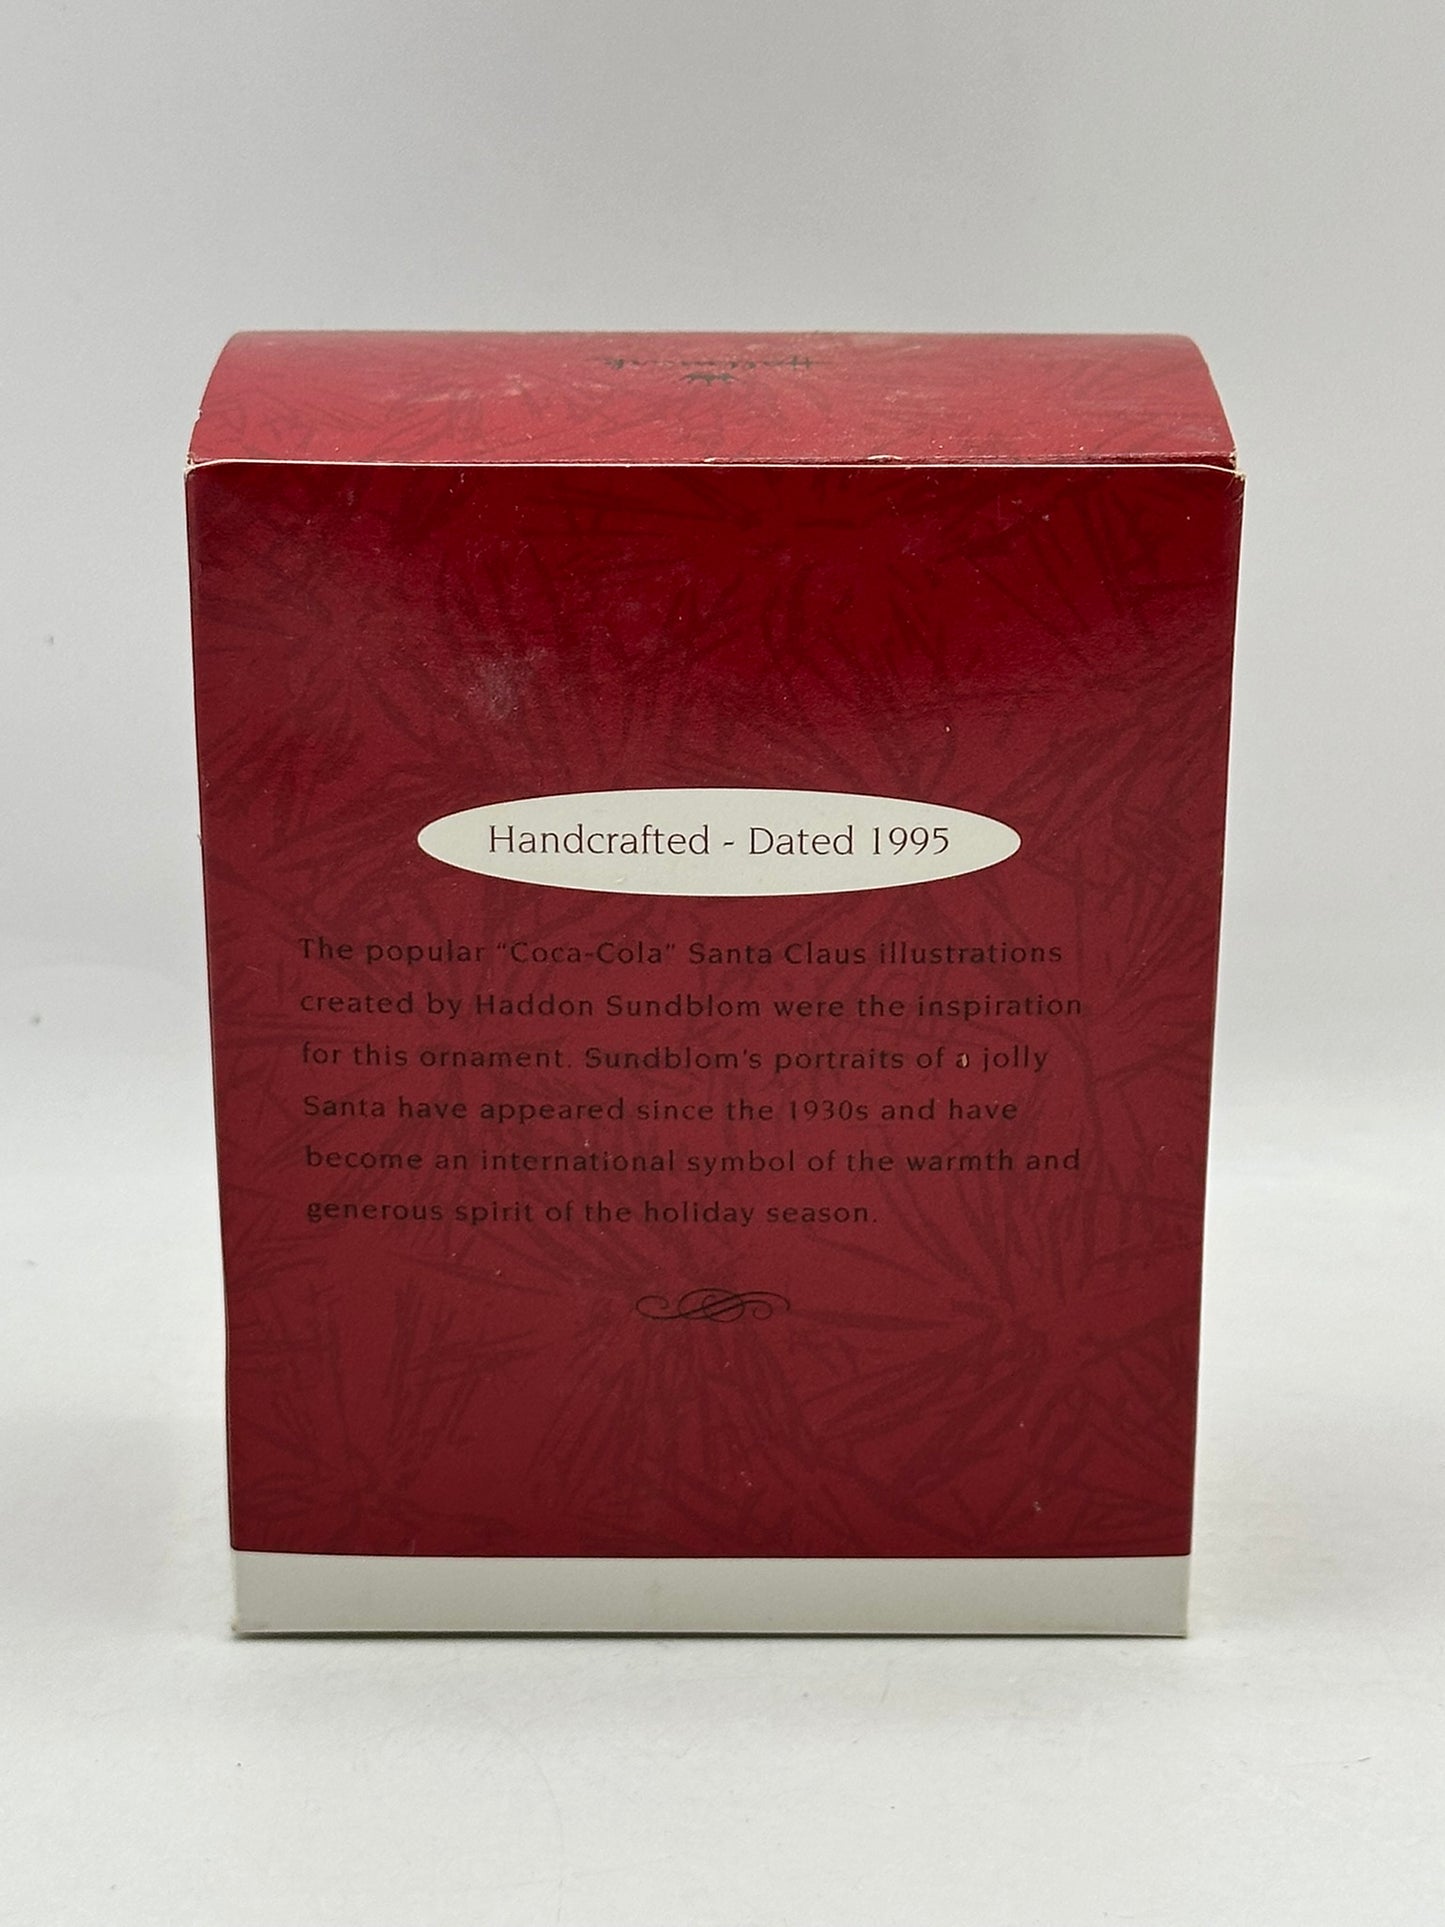 Hallmark
Handcrafted - Dated 1995
The popular "Coca-Cola" Santa Claus illustrations
created by Haddon Sundblom were the inspiration
for this ornament. Sundblom's portraits of a jolly
Santa have appeared since the 1930s and have
become an international symbol of the warmth and
generous spirit of the holiday season.